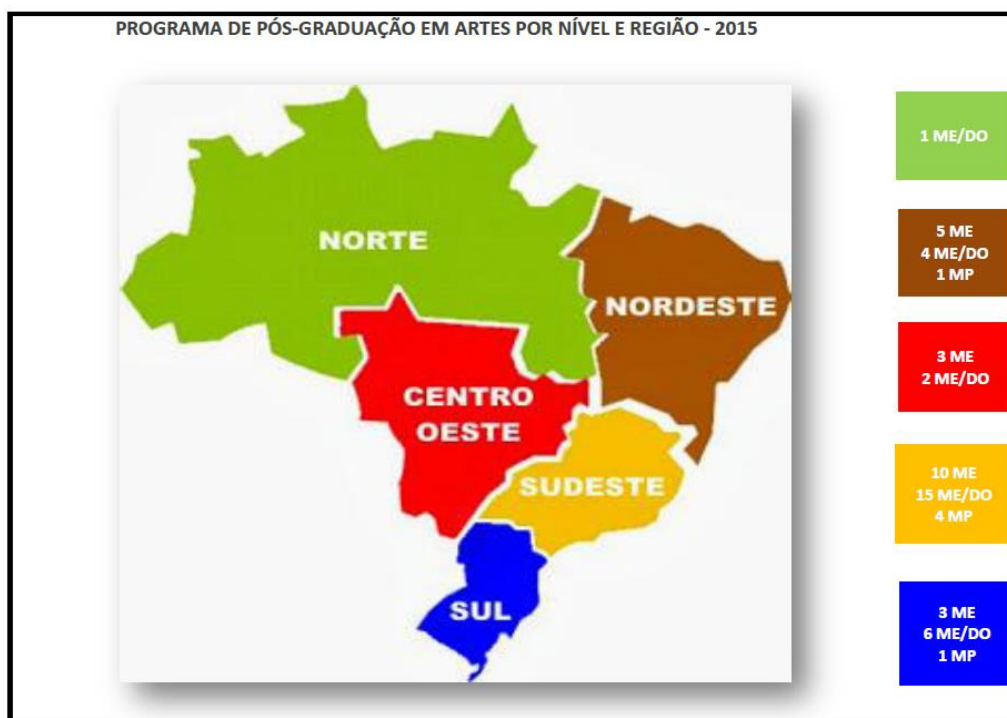 PROGRAMA DE PÓS-GRADUAÇÃO EM ARTES POR NÍVEL E REGIÃO - 2015
NORTE
NORDESTE
CENTRO
OESTE
SUDESTE
SUL
1 ME/DO
5 ME
4 ME/DO
1 MP
3 ME
2 ME/DO
10 ME
15 ME/DO
4 MP
3 ME
6 ME/DO
1 MP